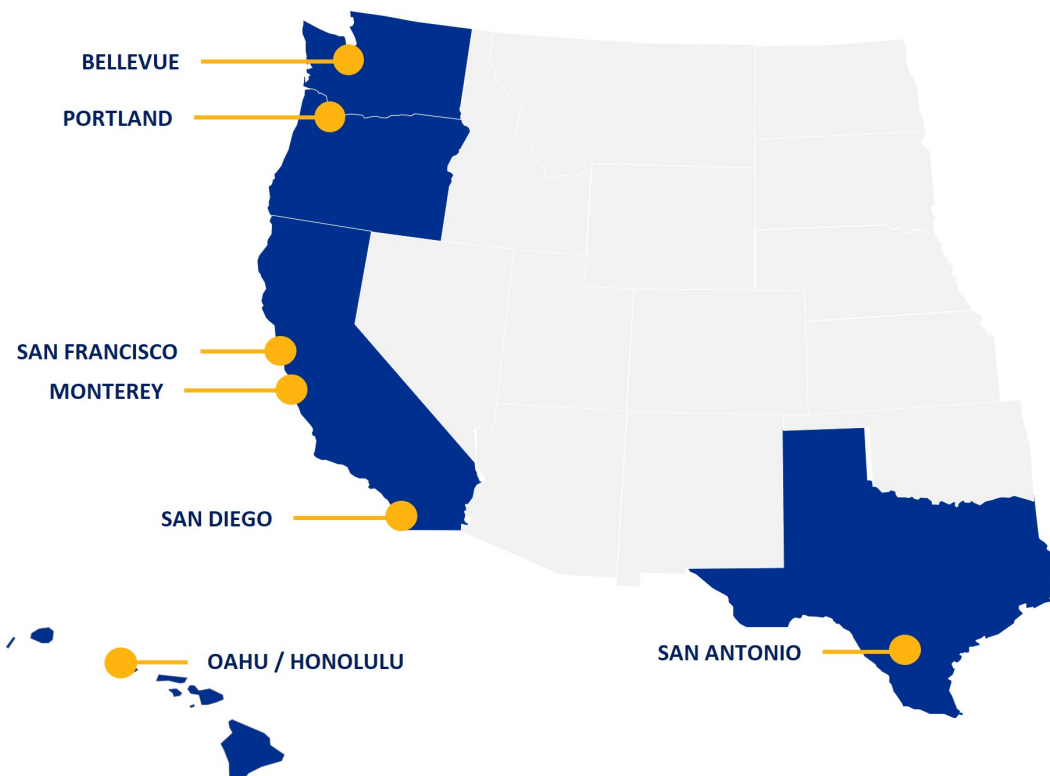 BELLEVUE
PORTLAND
SAN FRANCISCO
MONTEREY
SAN DIEGO
OAHU / HONOLULU
SAN ANTONIO